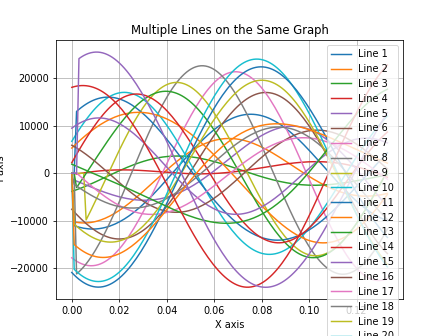 Multiple Lines on the Same Graph
20000
10000
0
−10000
−20000
0.00
0.02
0.04
0.06
0.08
0.10
X axis
Line 1
Line 2
Line 3
Line 4
Line 5
Line 6
Line 7
Line 8
Line 9
Line 10
Line 11
Line 12
Line 13
Line 14
Line 15
Line 16
Line 17
Line 18
Line 19
Line 20